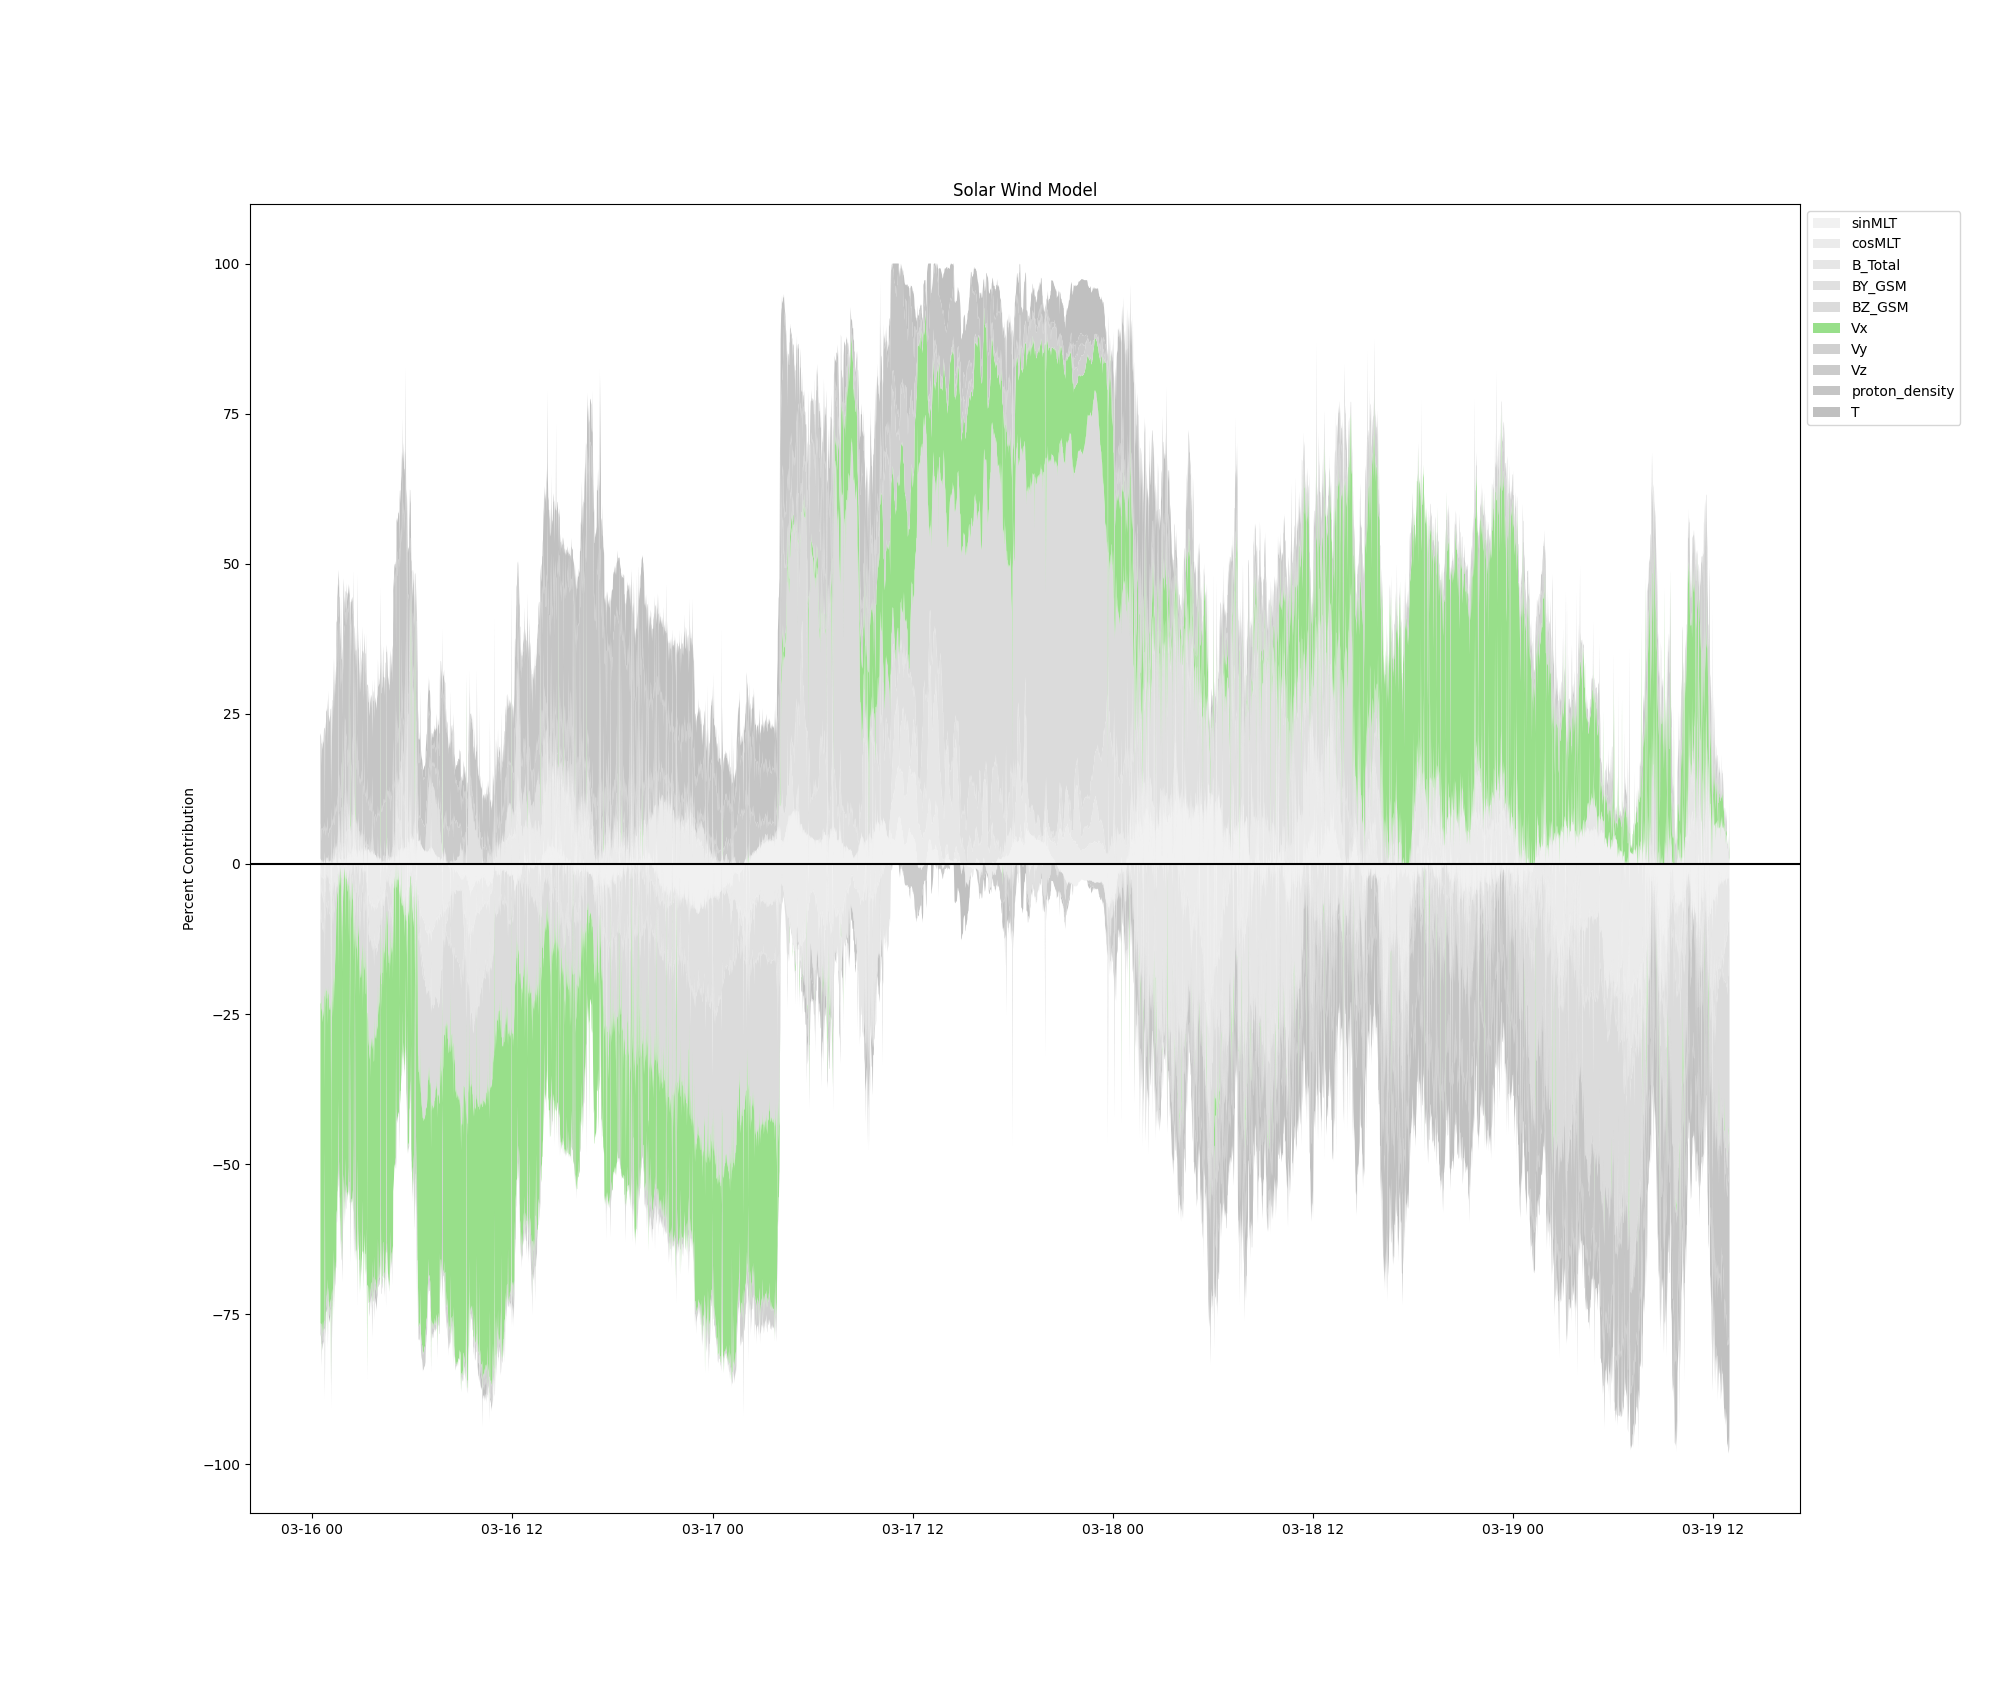 Solar Wind Model
sinMLT
cosMLT
B_Total
BY_GSM
BZ_GSM
Vx
Vy
Vz
proton_density
T
Percent Contribution
100
75
50
25
0
−25
−50
−75
−100
03-16 00
03-16 12
03-17 00
03-17 12
03-18 00
03-18 12
03-19 00
03-19 12